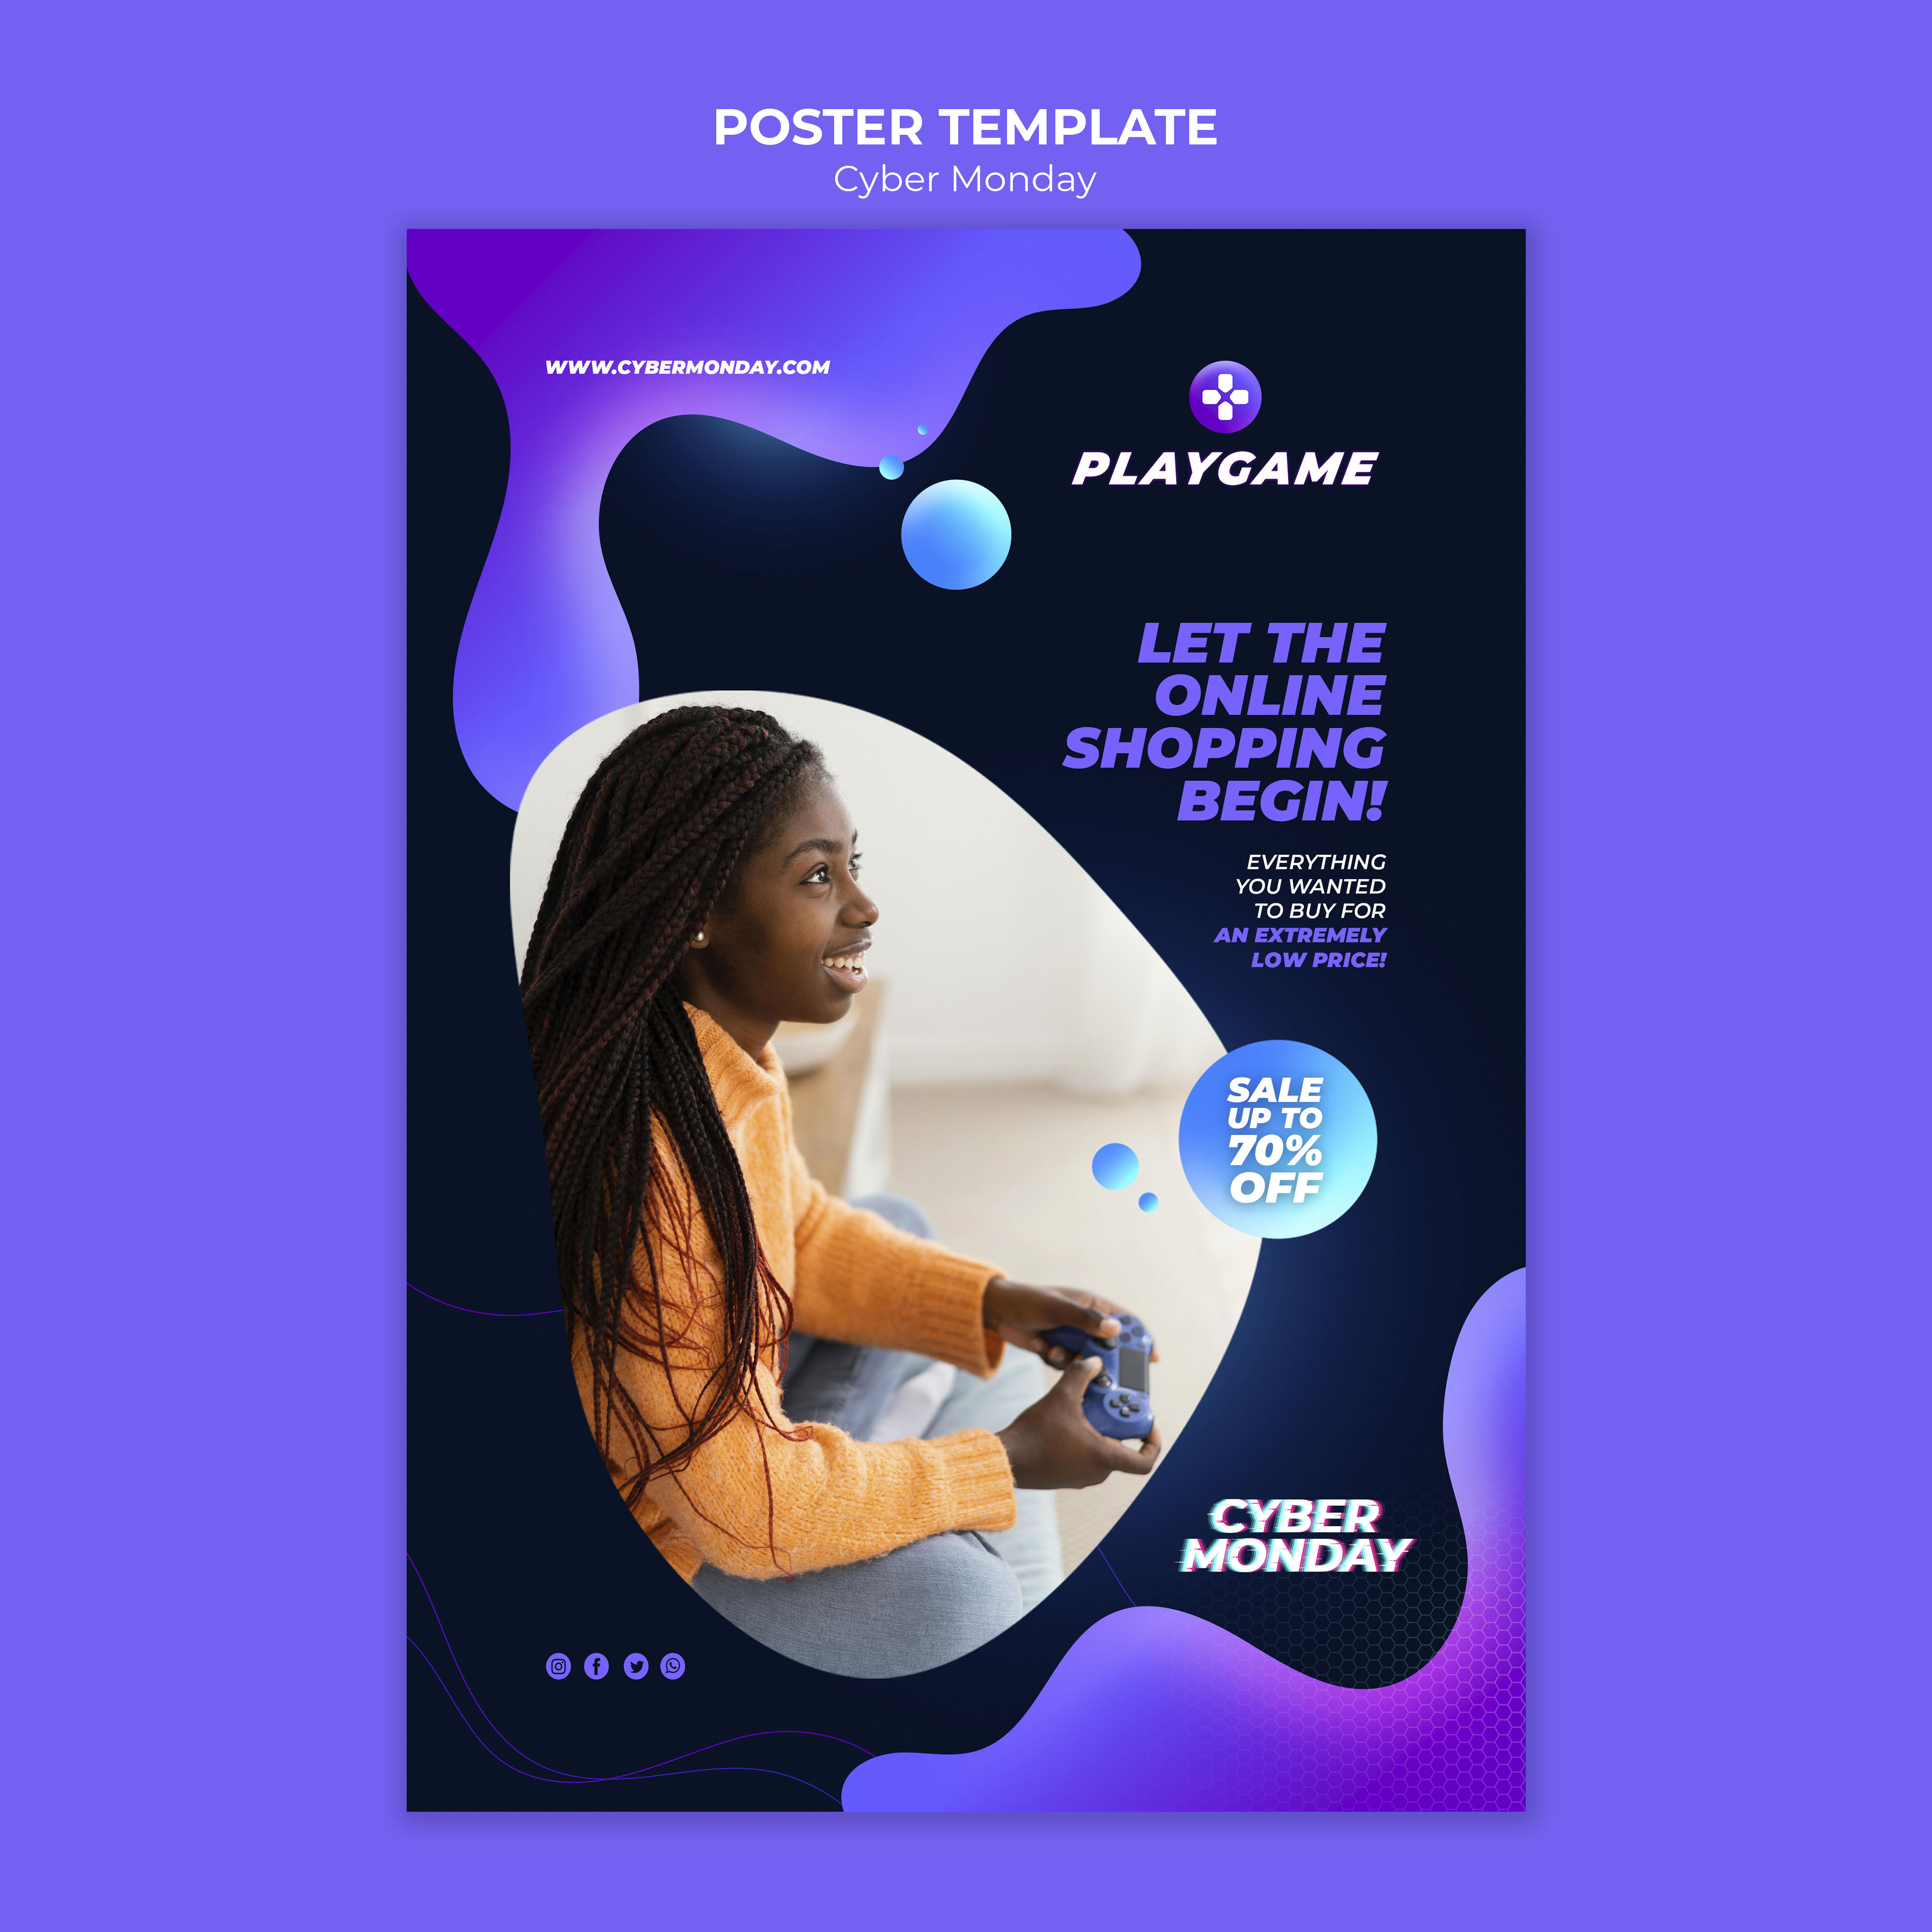 POSTER TEMPLATE
Cyber Monday
WWW.CYBERMONDAY.COM
PLAYGAME
LET THE
ONLINE
SHOPPING
BEGIN!
EVERYTHING
YOU WANTED
TO BUY FOR
AN EXTREMELY
LOW PRICE!
SALE
UP TO
70%
OFF
CYBER
MONDAY